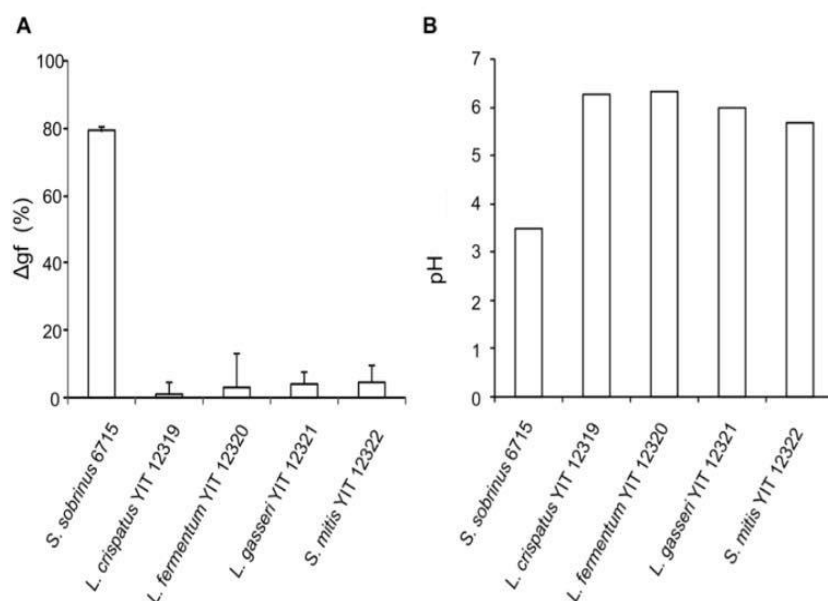 A
Δgf (%)
100
80
60
40
20
0
S. sobrinus 6715
L. crispatus YIT 12319
L. fermentum YIT 12320
L. gasseri YIT 12321
S. mitis YIT 12322
B
pH
7
6
5
4
3
2
1
0
S. sobrinus 6715
L. crispatus YIT 12319
L. fermentum YIT 12320
L. gasseri YIT 12321
S. mitis YIT 12322